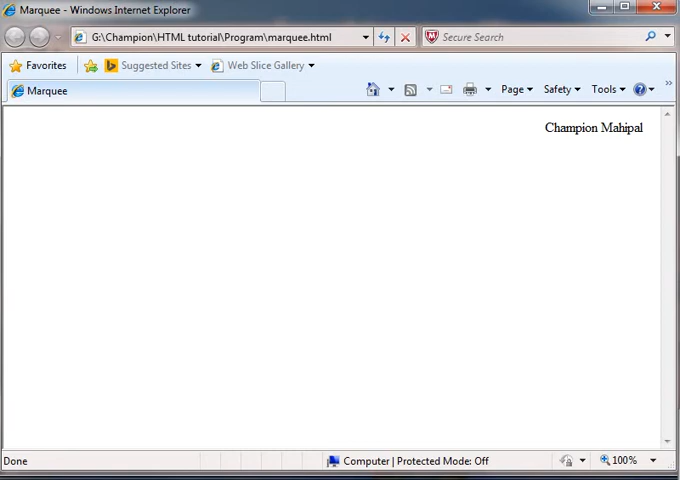 Marquee - Windows Internet Explorer
G:\Champion\HTML tutorial\Program\marquee.html
Secure Search
Favorites Suggested Sites Web Slice Gallery
Marquee
Page Safety Tools
Champion Mahipal
Done
Computer | Protected Mode: Off
100%